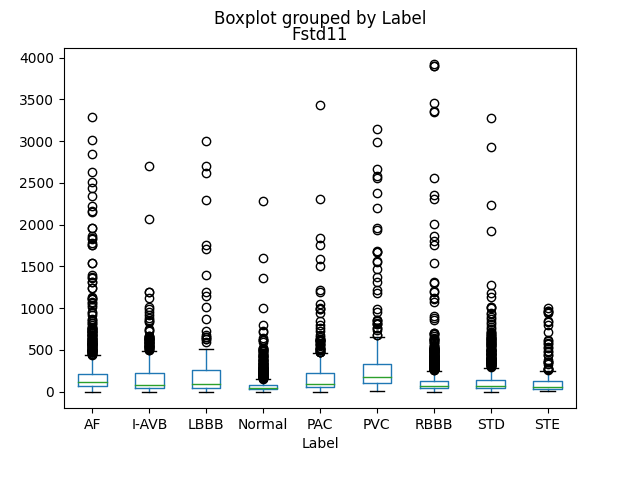 Boxplot grouped by Label
Fstd11
4000
3500
3000
2500
2000
1500
1000
500
0
AF I-AVB LBBB Normal PAC PVC RBBB STD STE
Label